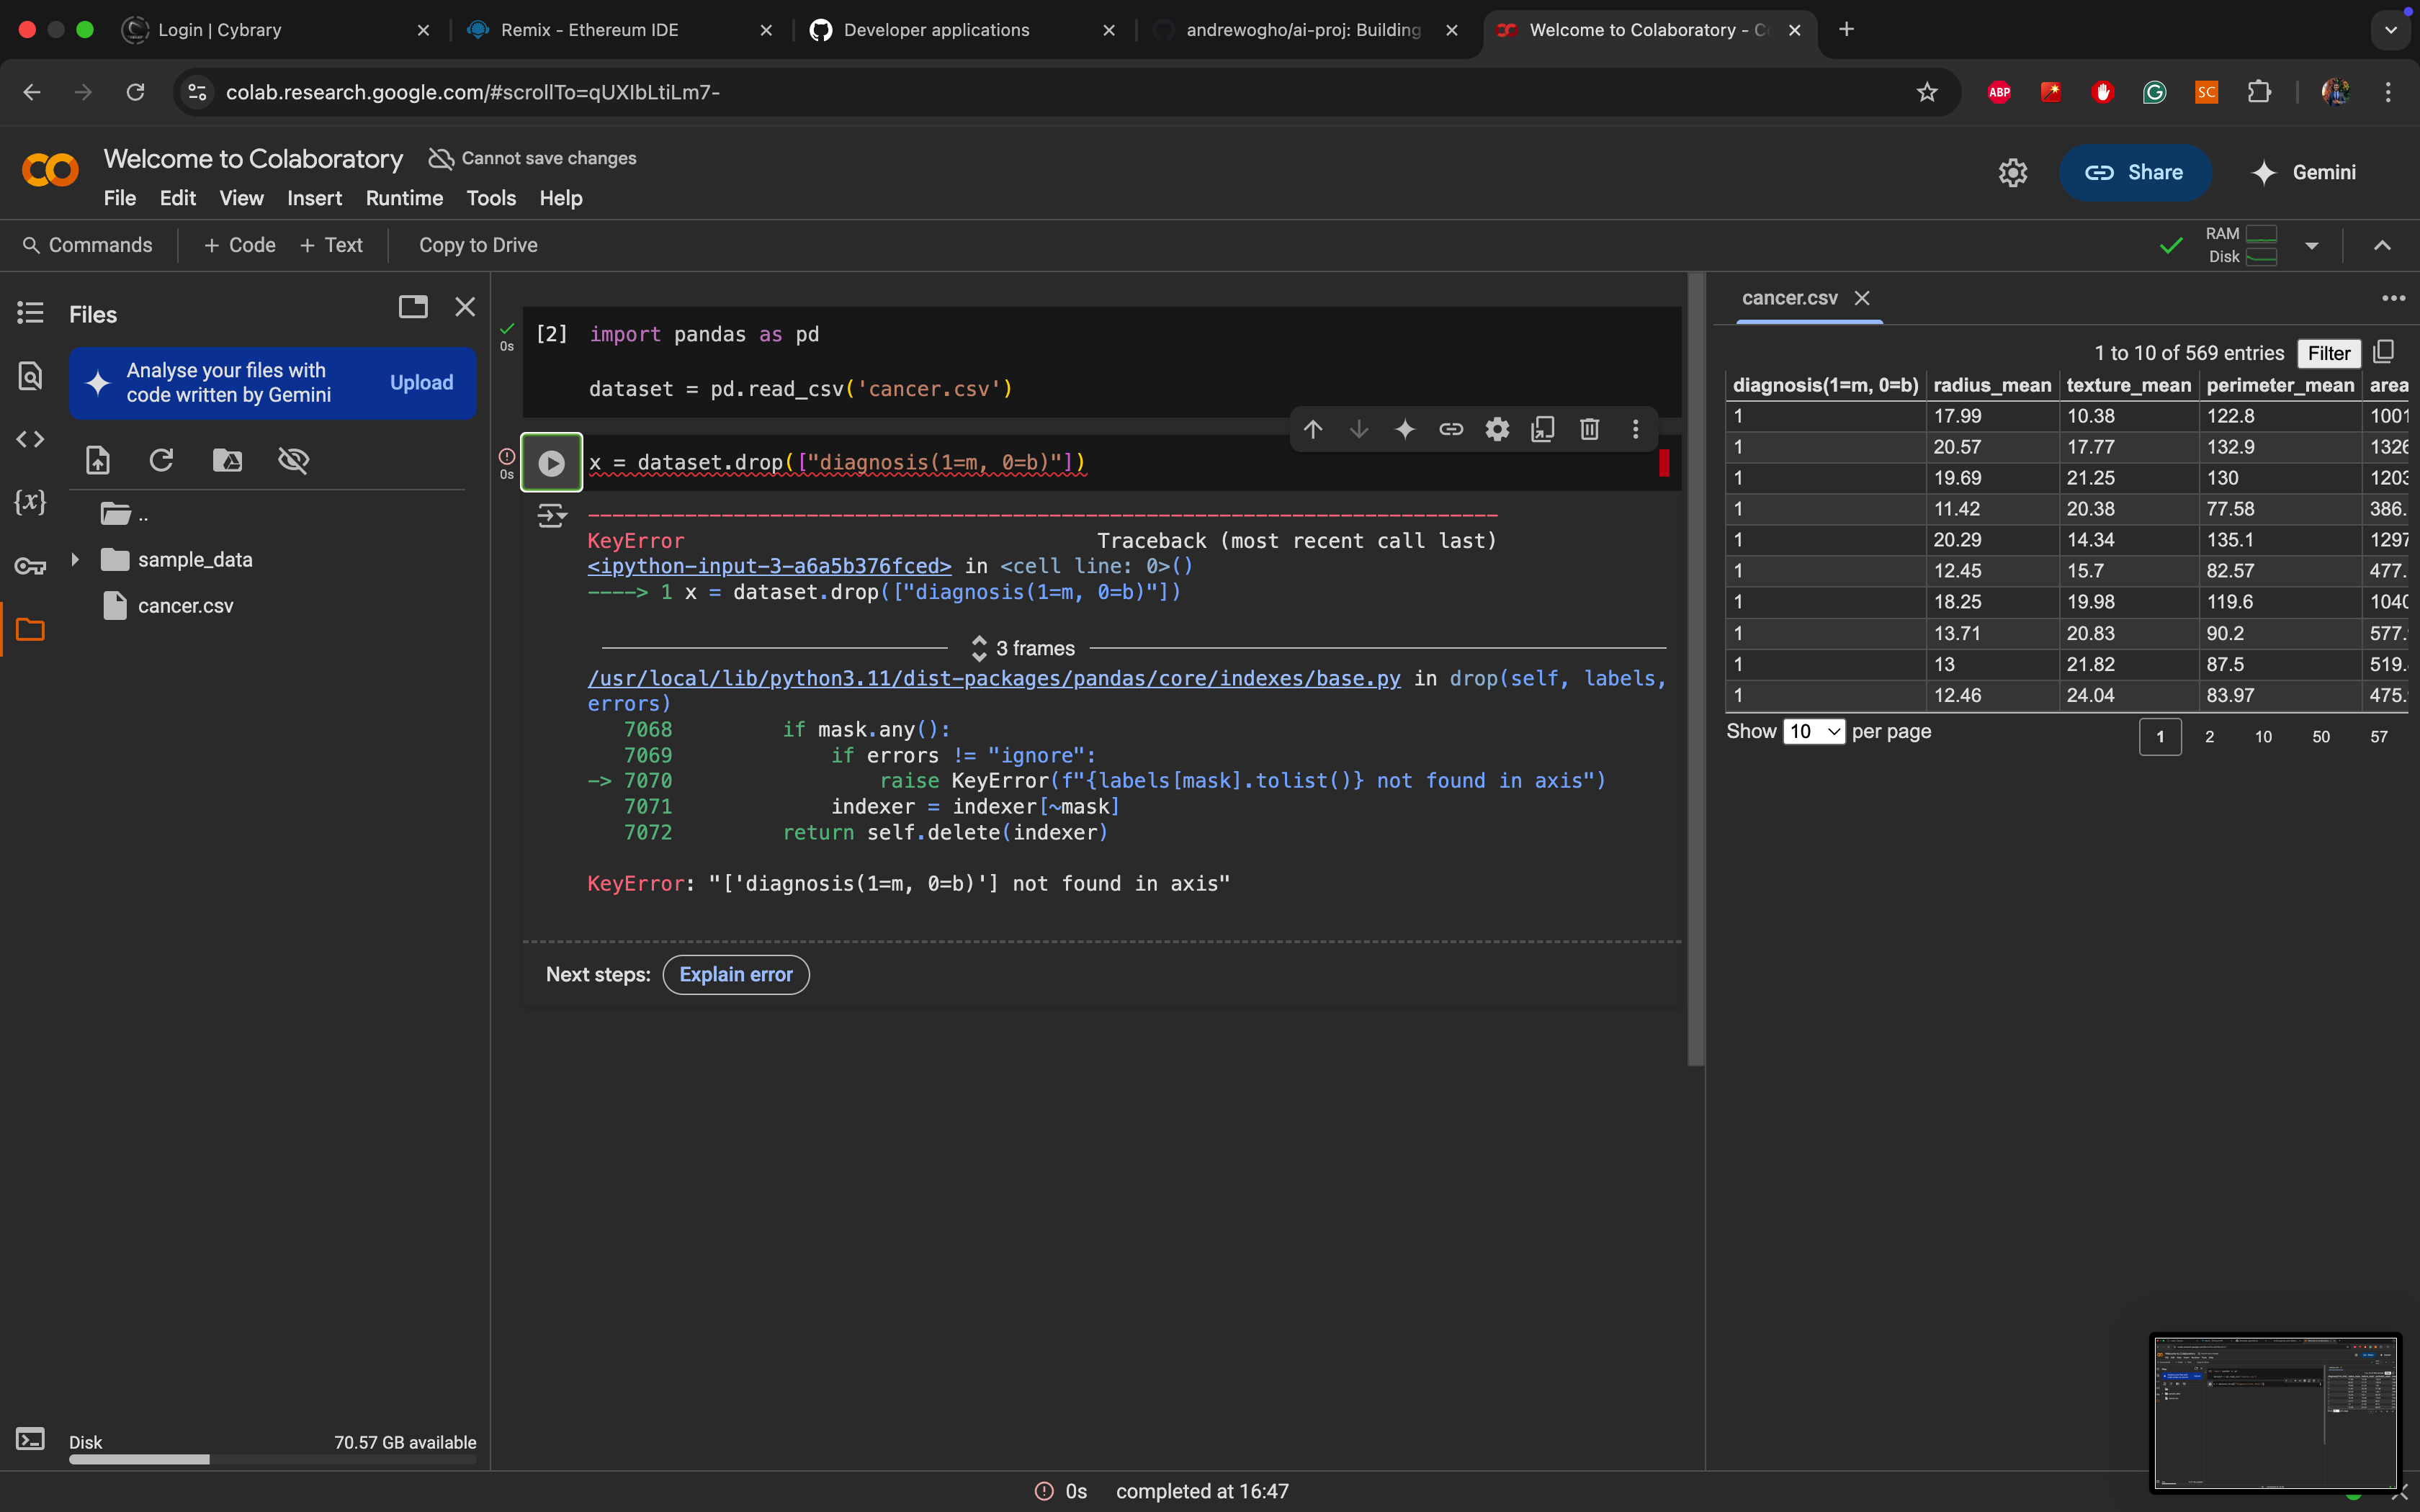 Login | Cybrary
Remix - Ethereum IDE
Developer applications
andrewogho/ai-proj: Building
Welcome to Colaboratory - C
colab.research.google.com/#scrollTo=qUXIbLtiLm7-
ABP
SC
Welcome to Colaboratory
Cannot save changes
Share
Gemini
File Edit View Insert Runtime Tools Help
Commands + Code + Text Copy to Drive
RAM
Disk
Files
Analyse your files with
code written by Gemini
Upload
..
sample_data
cancer.csv
Disk
70.57 GB available
0s
[2] import pandas as pd
dataset = pd.read_csv('cancer.csv')
0s
x = dataset.drop(["diagnosis(1=m, 0=b)"])
---------------------------------------------------------------------------
KeyError Traceback (most recent call last)
<ipython-input-3-a6a5b376fced> in <cell line: 0>()
----> 1 x = dataset.drop(["diagnosis(1=m, 0=b)"])
3 frames
/usr/local/lib/python3.11/dist-packages/pandas/core/indexes/base.py in drop(self, labels,
errors)
7068 if mask.any():
7069 if errors != "ignore":
-> 7070 raise KeyError(f"{labels[mask].tolist()} not found in axis")
7071 indexer = indexer[~mask]
7072 return self.delete(indexer)
KeyError: "['diagnosis(1=m, 0=b)'] not found in axis"
Next steps: Explain error
cancer.csv
1 to 10 of 569 entries Filter
diagnosis(1=m, 0=b) radius_mean texture_mean perimeter_mean area
1 17.99 10.38 122.8 1001
1 20.57 17.77 132.9 1326
1 19.69 21.25 130 1203
1 11.42 20.38 77.58 386.
1 20.29 14.34 135.1 1297
1 12.45 15.7 82.57 477.
1 18.25 19.98 119.6 1040
1 13.71 20.83 90.2 577.
1 13 21.82 87.5 519.
1 12.46 24.04 83.97 475.
Show 10 per page
1 2 10 50 57
0s completed at 16:47